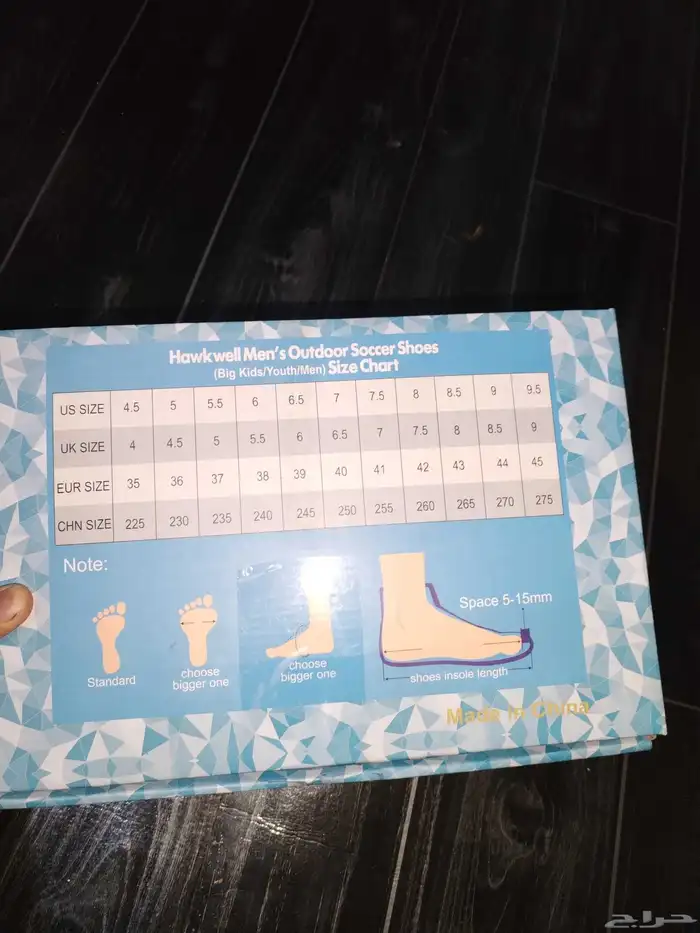 Hawkwell Men's Outdoor Soccer Shoes
(Big Kids/Youth/Men) Size Chart
US SIZE 4.5 5 5.5 6 6.5 7 7.5 8 8.5 9 9.5
UK SIZE 4 4.5 5 5.5 6 6.5 7 7.5 8 8.5 9
EUR SIZE 35 36 37 38 39 40 41 42 43 44 45
CHN SIZE 225 230 235 240 245 250 255 260 265 270 275
Note:
Space 5-15mm
Standard
choose
bigger one
choose
bigger one
shoes insole length
Made in China
حراج